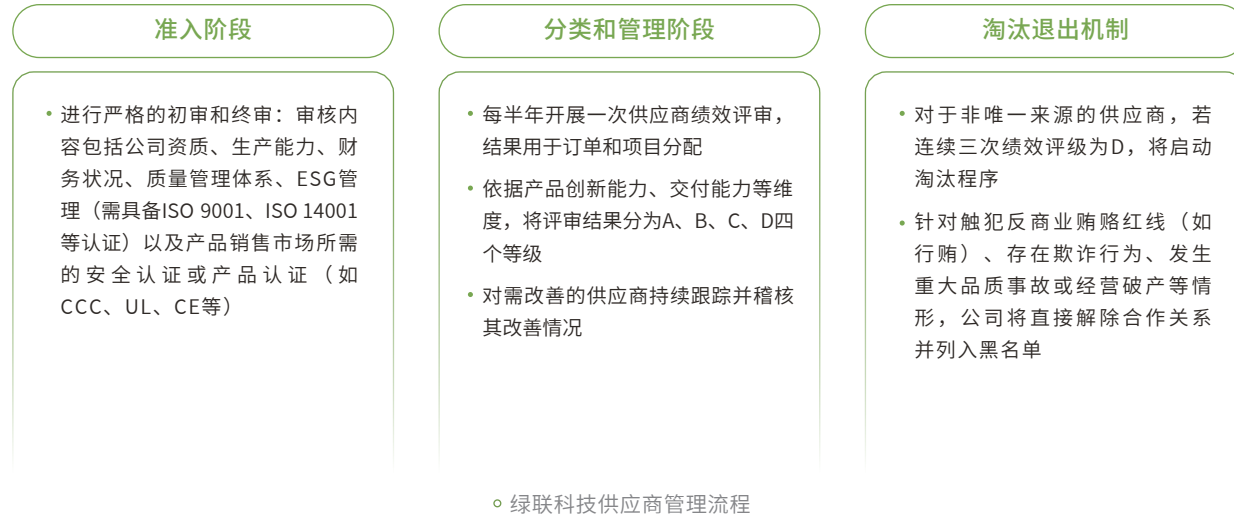 准入阶段
进行严格的初审和终审：审核内
容包括公司资质、生产能力、财
务状况、质量管理体系、ESG管
理（需具备ISO 9001、ISO 14001
等认证）以及产品销售市场所需
的安全认证或产品认证（如
CCC、UL、CE等）
分类和管理阶段
每半年开展一次供应商绩效评审，
结果用于订单和项目分配
依据产品创新能力、交付能力等维
度，将评审结果分为A、B、C、D四
个等级
对需改善的供应商持续跟踪并稽核
其改善情况
淘汰退出机制
对于非唯一来源的供应商，若
连续三次绩效评级为D，将启动
淘汰程序
针对触犯反商业贿赂红线（如
行贿）、存在欺诈行为、发生
重大品质事故或经营破产等情
形，公司将直接解除合作关系
并列入黑名单
绿联科技供应商管理流程